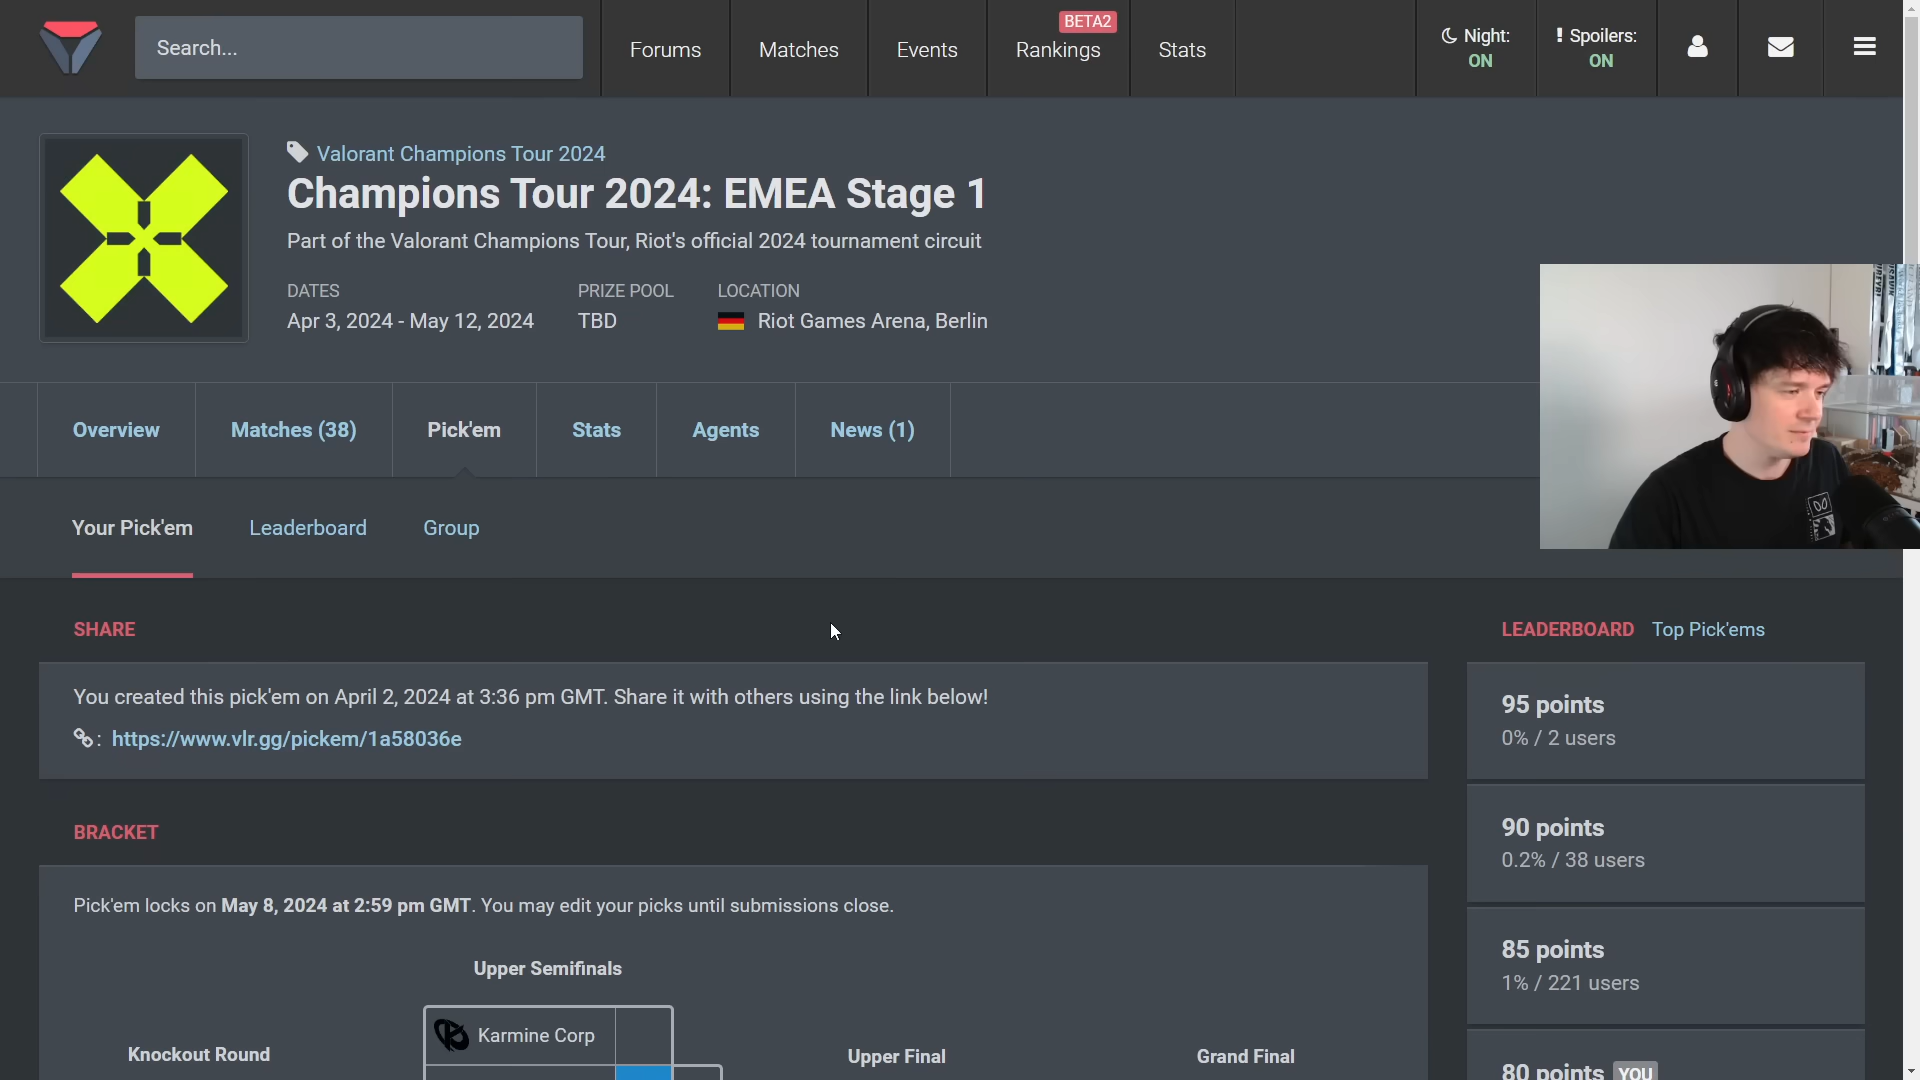 Search...
Forums
Matches
Events
BETA2
Rankings
Stats
Night:
ON
Spoilers:
ON
Valorant Champions Tour 2024
Champions Tour 2024: EMEA Stage 1
Part of the Valorant Champions Tour, Riot's official 2024 tournament circuit
DATES
Apr 3, 2024 - May 12, 2024
PRIZE POOL
TBD
LOCATION
Riot Games Arena, Berlin
Overview
Matches (38)
Pick'em
Stats
Agents
News (1)
Your Pick'em
Leaderboard
Group
SHARE
You created this pick'em on April 2, 2024 at 3:36 pm GMT. Share it with others using the link below!
: https://www.vlr.gg/pickem/1a58036e
BRACKET
Pick'em locks on May 8, 2024 at 2:59 pm GMT. You may edit your picks until submissions close.
Upper Semifinals
Karmine Corp
Knockout Round
Upper Final
Grand Final
LEADERBOARD Top Pick'ems
95 points
0% / 2 users
90 points
0.2% / 38 users
85 points
1% / 221 users
80 points YOU